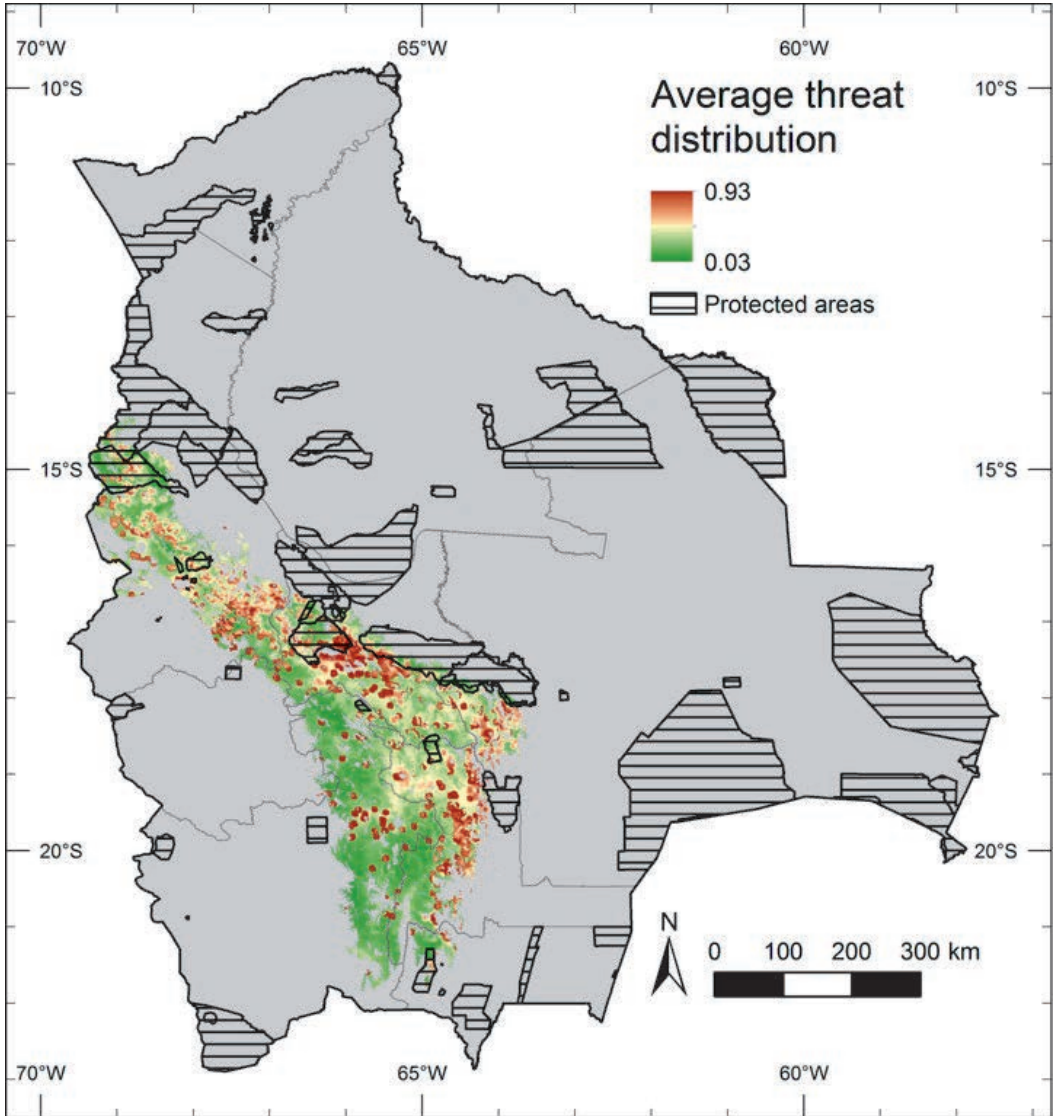 70°W 65°W 60°W
10°S 10°S
Average threat
distribution
0.93
0.03
Protected areas
15°S 15°S
20°S 20°S
N
0 100 200 300 km
70°W 65°W 60°W